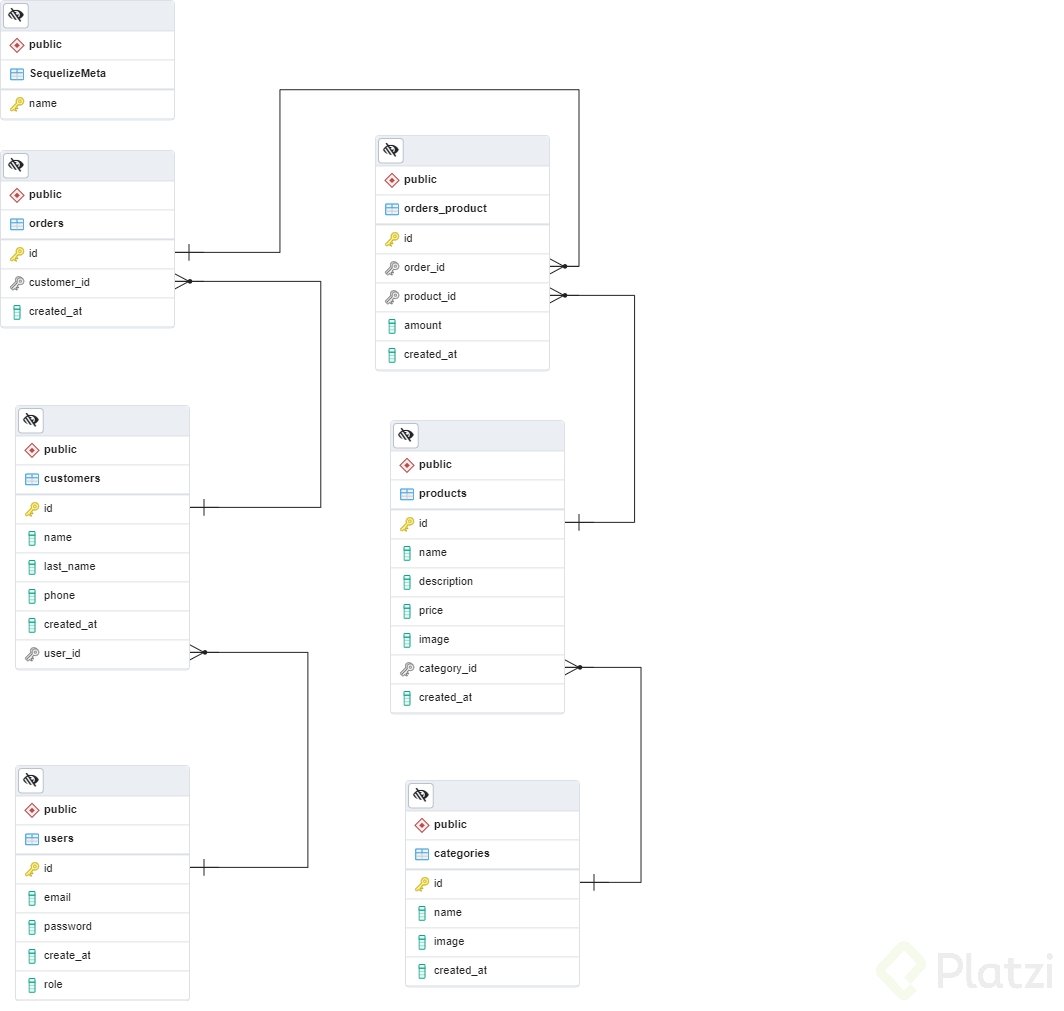 public
SequelizeMeta
name
public
orders
id
customer_id
created_at
public
orders_product
id
order_id
product_id
amount
created_at
public
customers
id
name
last_name
phone
created_at
user_id
public
products
id
name
description
price
image
category_id
created_at
public
users
id
email
password
create_at
role
public
categories
id
name
image
created_at
Platzi